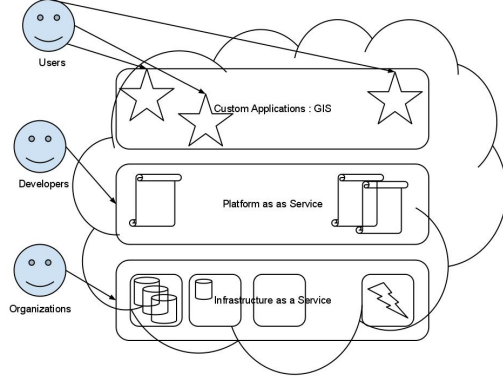 Users
Custom Applications : GIS
Developers
Platform as as Service
Organizations
Infrastructure as a Service